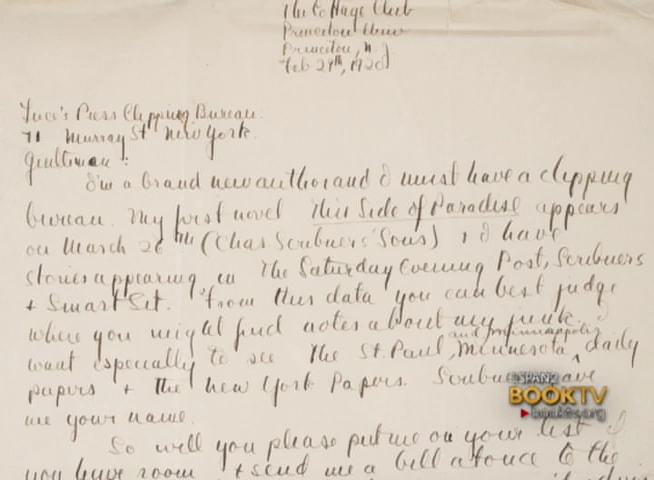 The Cottage Club
Princeton Univ
Princeton, N J
Feb 29th, 1920
Luce's Press Clipping Bureau.
71 Murray St New York.
Gentlemen:
I'm a brand new author and I must have a clipping
bureau. My first novel This Side of Paradise appears
on March 26th (Chas Scribners' Sons) & I have
stories appearing in The Saturday Evening Post, Scribners
+ Smart Set. From this data you can best judge
where you might find notes about my junk. I
and Minneapolis
want especially to see the St. Paul, Minnesota, daily
papers + the New York Papers. Scribners have
me your name.
So will you please put me on your list if
you have room + send me a bill at once to the
C-SPAN2
BOOKTV
booktv.org